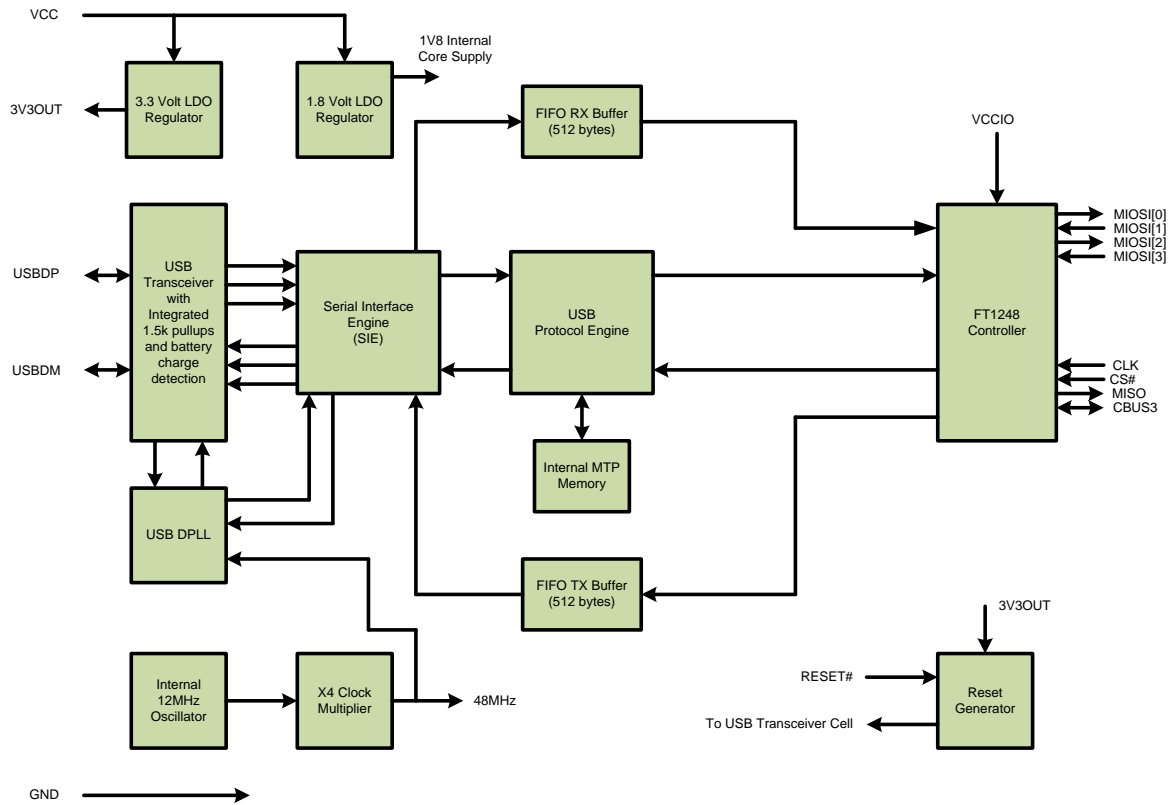 VCC
1V8 Internal
Core Supply
3V3OUT
3.3 Volt LDO
Regulator
1.8 Volt LDO
Regulator
FIFO RX Buffer
(512 bytes)
VCCIO
USBDP
USBDM
USB
Transceiver
with
Integrated
1.5k pullups
and battery
charge
detection
Serial Interface
Engine
(SIE)
USB
Protocol Engine
FT1248
Controller
MIOSI[0]
MIOSI[1]
MIOSI[2]
MIOSI[3]
CLK
CS#
MISO
CBUS3
Internal MTP
Memory
USB DPLL
FIFO TX Buffer
(512 bytes)
3V3OUT
Internal
12MHz
Oscillator
X4 Clock
Multiplier
48MHz
RESET#
To USB Transceiver Cell
Reset
Generator
GND